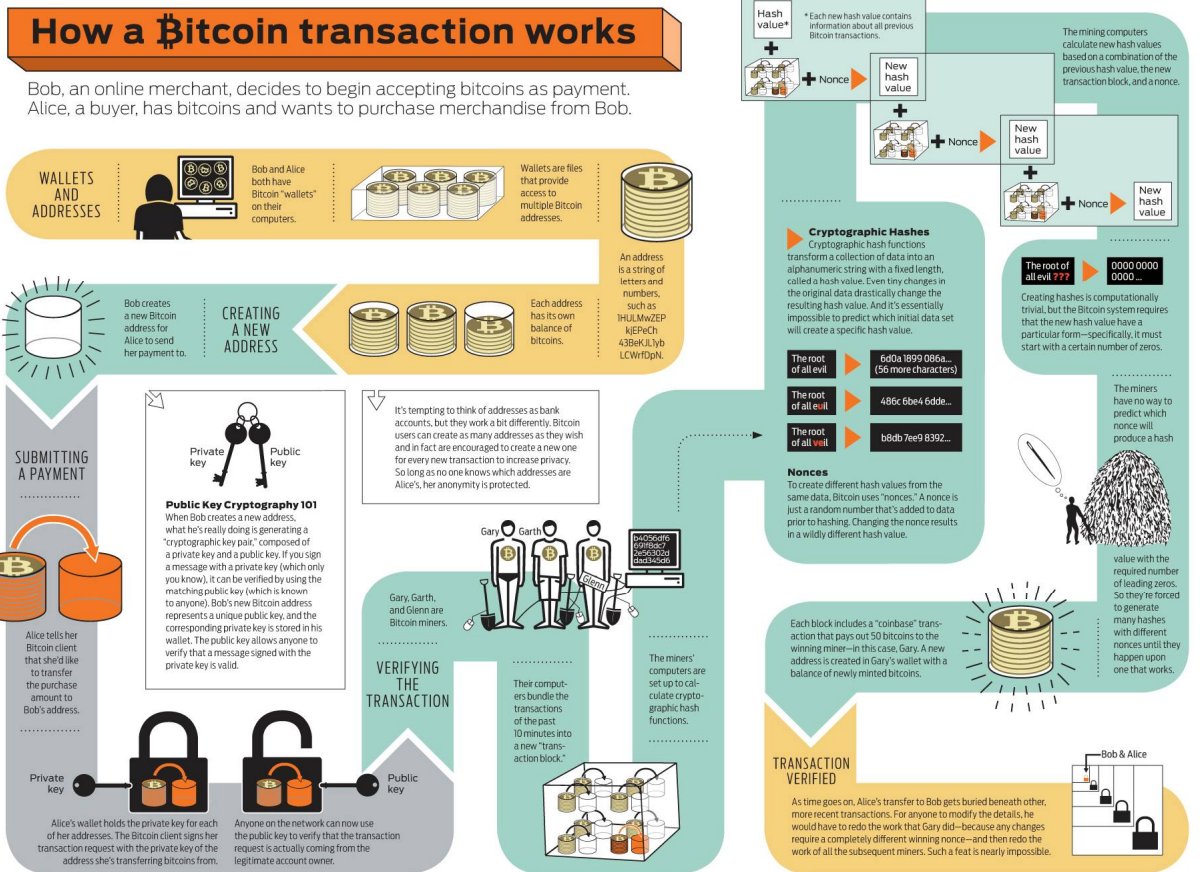 How a Bitcoin transaction works
Bob, an online merchant, decides to begin accepting bitcoins as payment.
Alice, a buyer, has bitcoins and wants to purchase merchandise from Bob.
WALLETS
AND
ADDRESSES
Bob and Alice
both have
Bitcoin “wallets”
on their
computers.
Wallets are files
that provide
access to
multiple Bitcoin
addresses.
An address
is a string of
letters and
numbers,
such as
1HULMwZEP
kjEPeCh
43BeKJL1yb
LCWrfDpN.
Each address
has its own
balance of
bitcoins.
CREATING
A NEW
ADDRESS
Bob creates
a new Bitcoin
address for
Alice to send
her payment to.
SUBMITTING
A PAYMENT
Private
key
Public
key
Public Key Cryptography 101
When Bob creates a new address,
what he’s really doing is generating a
“cryptographic key pair,” composed of
a private key and a public key. If you sign
a message with a private key (which only
you know), it can be verified by using the
matching public key (which is known
to anyone). Bob’s new Bitcoin address
represents a unique public key, and the
corresponding private key is stored in his
wallet. The public key allows anyone to
verify that a message signed with the
private key is valid.
It’s tempting to think of addresses as bank
accounts, but they work a bit differently. Bitcoin
users can create as many addresses as they wish
and in fact are encouraged to create a new one
for every new transaction to increase privacy.
So long as no one knows which addresses are
Alice’s, her anonymity is protected.
Alice tells her
Bitcoin client
that she’d like
to transfer
the purchase
amount to
Bob’s address.
Private
key
Public
key
Alice’s wallet holds the private key for each
of her addresses. The Bitcoin client signs her
transaction request with the private key of the
address she’s transferring bitcoins from.
Anyone on the network can now use
the public key to verify that the transaction
request is actually coming from the
legitimate account owner.
VERIFYING
THE
TRANSACTION
Gary, Garth,
and Glenn are
Bitcoin miners.
Gary
Garth
Glenn
b4056df6
691f8dc7
2e56302d
dad345d6
Their comput-
ers bundle the
transactions
of the past
10 minutes into
a new “trans-
action block.”
The miners’
computers are
set up to cal-
culate crypto-
graphic hash
functions.
Hash
value*
* Each new hash value contains
information about all previous
Bitcoin transactions.
+
+ Nonce
New
hash
value
+
+ Nonce
New
hash
value
+
+ Nonce
New
hash
value
The mining computers
calculate new hash values
based on a combination of the
previous hash value, the new
transaction block, and a nonce.
Cryptographic Hashes
Cryptographic hash functions
transform a collection of data into an
alphanumeric string with a fixed length,
called a hash value. Even tiny changes in
the original data drastically change the
resulting hash value. And it’s essentially
impossible to predict which initial data set
will create a specific hash value.
The root
of all evil
6d0a 1899 086a...
(56 more characters)
The root
of all euil
486c 6be4 6dde...
The root
of all veil
b8db 7ee9 8392...
Nonces
To create different hash values from the
same data, Bitcoin uses “nonces.” A nonce is
just a random number that’s added to data
prior to hashing. Changing the nonce results
in a wildly different hash value.
The root of
all evil ???
0000 0000
0000 ...
Creating hashes is computationally
trivial, but the Bitcoin system requires
that the new hash value have a
particular form—specifically, it must
start with a certain number of zeros.
The miners
have no way to
predict which
nonce will
produce a hash
value with the
required number
of leading zeros.
So they’re forced
to generate
many hashes
with different
nonces until they
happen upon
one that works.
Each block includes a “coinbase” trans-
action that pays out 50 bitcoins to the
winning miner—in this case, Gary. A new
address is created in Gary’s wallet with a
balance of newly minted bitcoins.
TRANSACTION
VERIFIED
Bob & Alice
As time goes on, Alice’s transfer to Bob gets buried beneath other,
more recent transactions. For anyone to modify the details, he
would have to redo the work that Gary did—because any changes
require a completely different winning nonce—and then redo the
work of all the subsequent miners. Such a feat is nearly impossible.